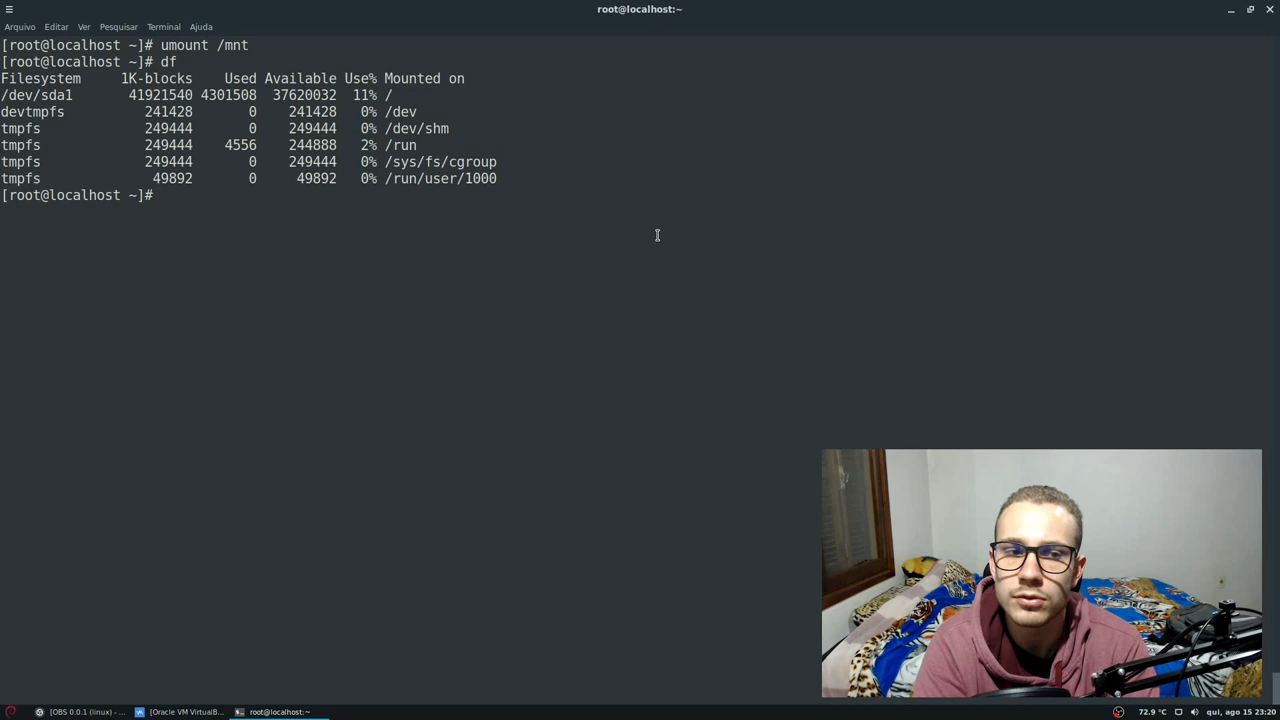 root@localhost:~
Arquivo Editar Ver Pesquisar Terminal Ajuda
[root@localhost ~]# umount /mnt
[root@localhost ~]# df
Filesystem     1K-blocks    Used Available Use% Mounted on
/dev/sda1       41921540 4301508  37620032  11% /
devtmpfs          241428       0    241428   0% /dev
tmpfs             249444       0    249444   0% /dev/shm
tmpfs             249444    4556    244888   2% /run
tmpfs             249444       0    249444   0% /sys/fs/cgroup
tmpfs              49892       0     49892   0% /run/user/1000
[root@localhost ~]#
[OBS 0.0.1 (linux) - ... [Oracle VM VirtualB... root@localhost:~ 72.9 °C qui, ago 15 23:20